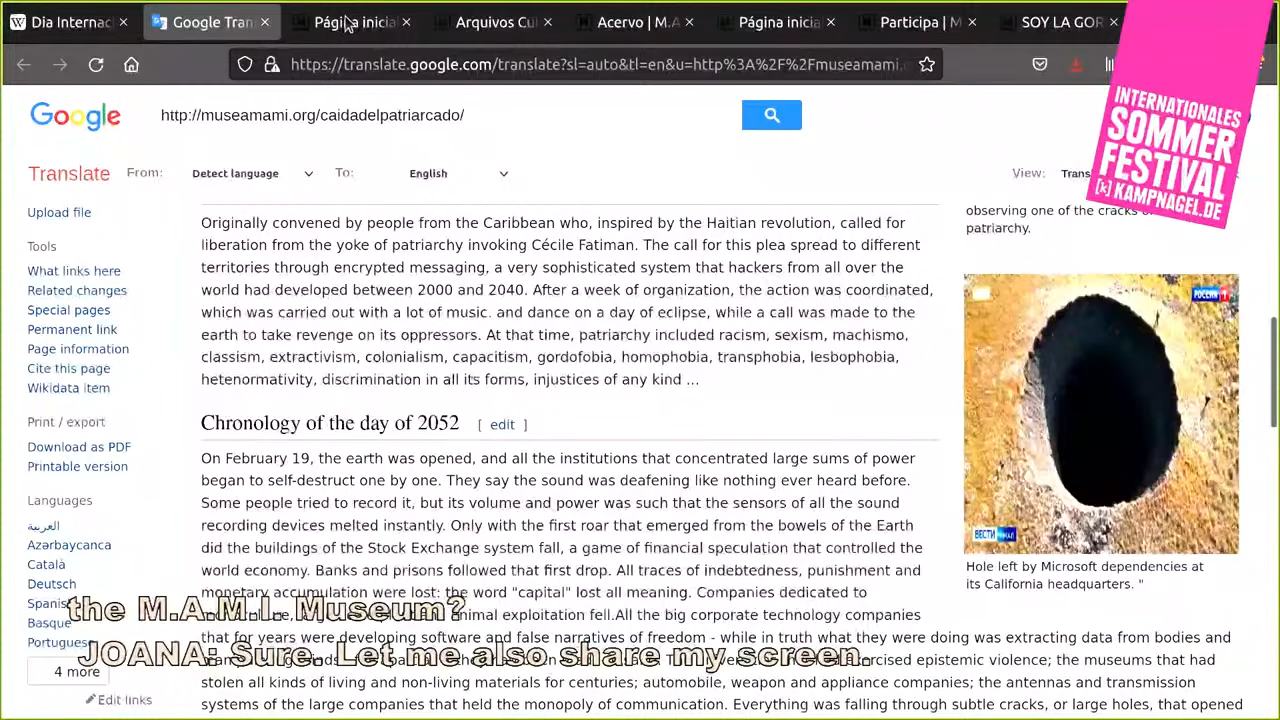 Dia Internac
Google Tran
Página inicia
Arquivos Cu
Acervo | M.A
Página inicia
Participa | M
SOY LA GOR
https://translate.google.com/translate?sl=auto&tl=en&u=http%3A%2F%2Fmuseamami.
Google
http://museamami.org/caidadelpatriarcado/
INTERNATIONALES
SOMMER
FESTIVAL
[K] KAMPNAGEL.DE
Translate
From:
Detect language
To:
English
View:
Trans
Upload file
Tools
What links here
Related changes
Special pages
Permanent link
Page information
Cite this page
Wikidata item
Print / export
Download as PDF
Printable version
Languages
العربية
Azərbaycanca
Català
Deutsch
Spanis
Basque
Portugues
4 more
Edit links
Originally convened by people from the Caribbean who, inspired by the Haitian revolution, called for
liberation from the yoke of patriarchy invoking Cécile Fatiman. The call for this plea spread to different
territories through encrypted messaging, a very sophisticated system that hackers from all over the
world had developed between 2000 and 2040. After a week of organization, the action was coordinated,
which was carried out with a lot of music. and dance on a day of eclipse, while a call was made to the
earth to take revenge on its oppressors. At that time, patriarchy included racism, sexism, machismo,
classism, extractivism, colonialism, capacitism, gordofobia, homophobia, transphobia, lesbophobia,
hetenormativity, discrimination in all its forms, injustices of any kind ...
Chronology of the day of 2052 [ edit ]
On February 19, the earth was opened, and all the institutions that concentrated large sums of power
began to self-destruct one by one. They say the sound was deafening like nothing ever heard before.
Some people tried to record it, but its volume and power was such that the sensors of all the sound
recording devices melted instantly. Only with the first roar that emerged from the bowels of the Earth
did the buildings of the Stock Exchange system fall, a game of financial speculation that controlled the
world economy. Banks and prisons followed that first drop. All traces of indebtedness, punishment and
monetary accumulation were lost: the word "capital" lost all meaning. Companies dedicated to
animal exploitation fell.All the big corporate technology companies
that for years were developing software and false narratives of freedom - while in truth what they were doing was extracting data from bodies and
exercised epistemic violence; the museums that had
stolen all kinds of living and non-living materials for centuries; automobile, weapon and appliance companies; the antennas and transmission
systems of the large companies that held the monopoly of communication. Everything was falling through subtle cracks, or large holes, that opened
observing one of the cracks
patriarchy.
РОССИЯ 1
ВЕСТИ
Hole left by Microsoft dependencies at
its California headquarters. "
the M.A.M.I. Museum?
JOANA: Sure. Let me also share my screen.